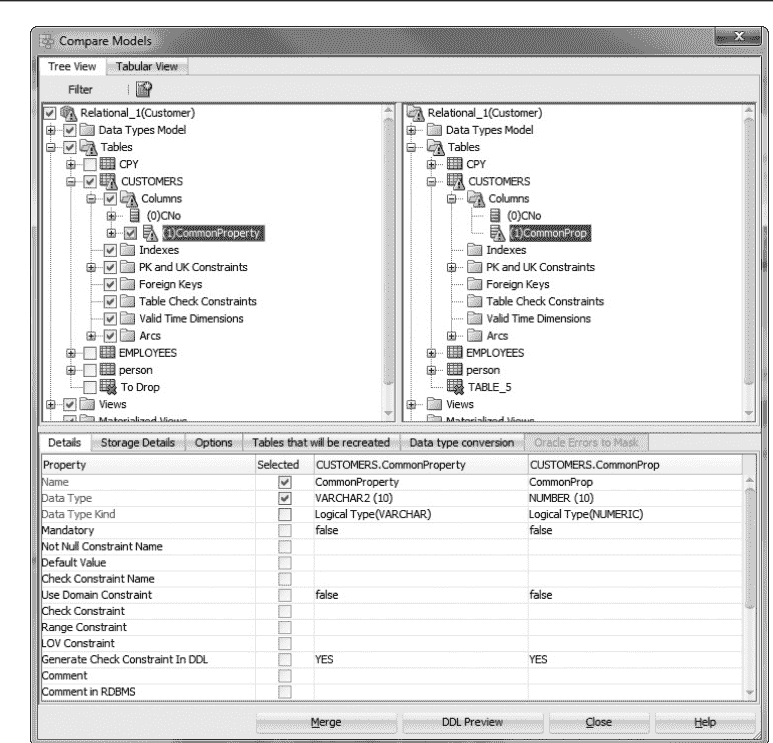 Compare Models
Tree View Tabular View
Filter
Relational_1(Customer)
Data Types Model
Tables
CPY
CUSTOMERS
Columns
(0)CNo
(1)CommonProperty
Indexes
PK and UK Constraints
Foreign Keys
Table Check Constraints
Valid Time Dimensions
Arcs
EMPLOYEES
person
To Drop
Views
Materialized Views
Relational_1(Customer)
Data Types Model
Tables
CPY
CUSTOMERS
Columns
(0)CNo
(1)CommonProp
Indexes
PK and UK Constraints
Foreign Keys
Table Check Constraints
Valid Time Dimensions
Arcs
EMPLOYEES
person
TABLE_5
Views
Materialized Views
Details Storage Details Options Tables that will be recreated Data type conversion Oracle Errors to Mask
Property Selected CUSTOMERS.CommonProperty CUSTOMERS.CommonProp
Name CommonProperty CommonProp
Data Type VARCHAR2 (10) NUMBER (10)
Data Type Kind Logical Type(VARCHAR) Logical Type(NUMERIC)
Mandatory false false
Not Null Constraint Name
Default Value
Check Constraint Name
Use Domain Constraint false false
Check Constraint
Range Constraint
LOV Constraint
Generate Check Constraint In DDL YES YES
Comment
Comment in RDBMS
Merge DDL Preview Close Help